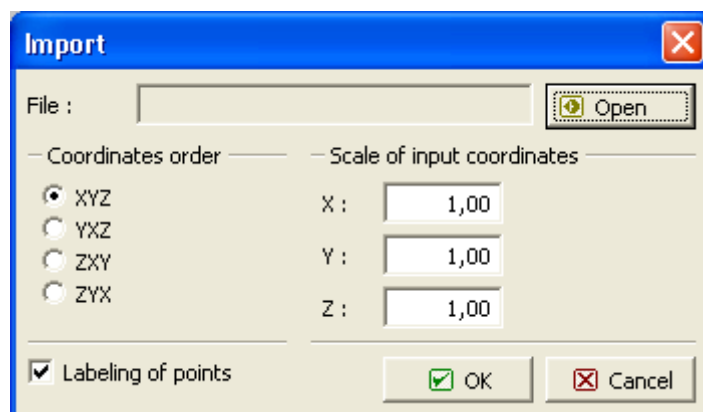 Import
File :
Open
Coordinates order
Scale of input coordinates
XYZ
X :
1,00
YXZ
ZXY
Y :
1,00
ZYX
Z :
1,00
Labeling of points
OK
Cancel